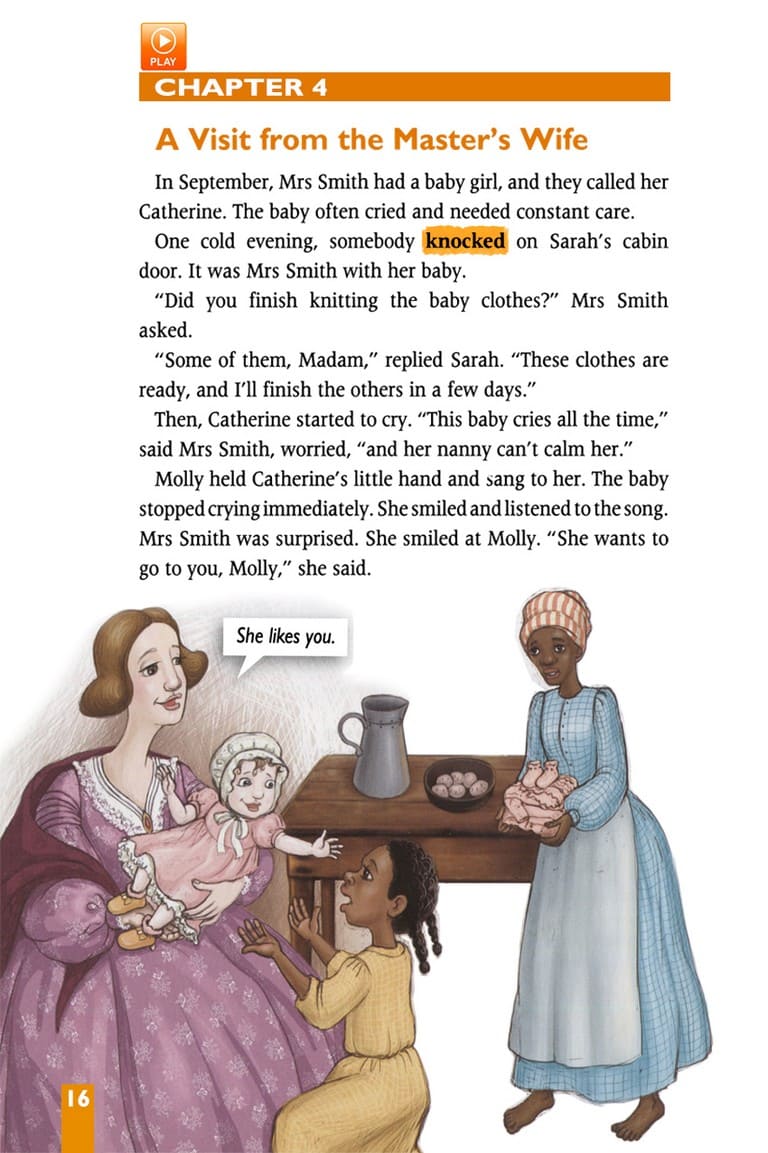 PLAY
CHAPTER 4
A Visit from the Master’s Wife
In September, Mrs Smith had a baby girl, and they called her
Catherine. The baby often cried and needed constant care.
One cold evening, somebody knocked on Sarah’s cabin
door. It was Mrs Smith with her baby.
“Did you finish knitting the baby clothes?” Mrs Smith
asked.
“Some of them, Madam,” replied Sarah. “These clothes are
ready, and I’ll finish the others in a few days.”
Then, Catherine started to cry. “This baby cries all the time,”
said Mrs Smith, worried, “and her nanny can’t calm her.”
Molly held Catherine’s little hand and sang to her. The baby
stopped crying immediately. She smiled and listened to the song.
Mrs Smith was surprised. She smiled at Molly. “She wants to
go to you, Molly,” she said.
She likes you.
16